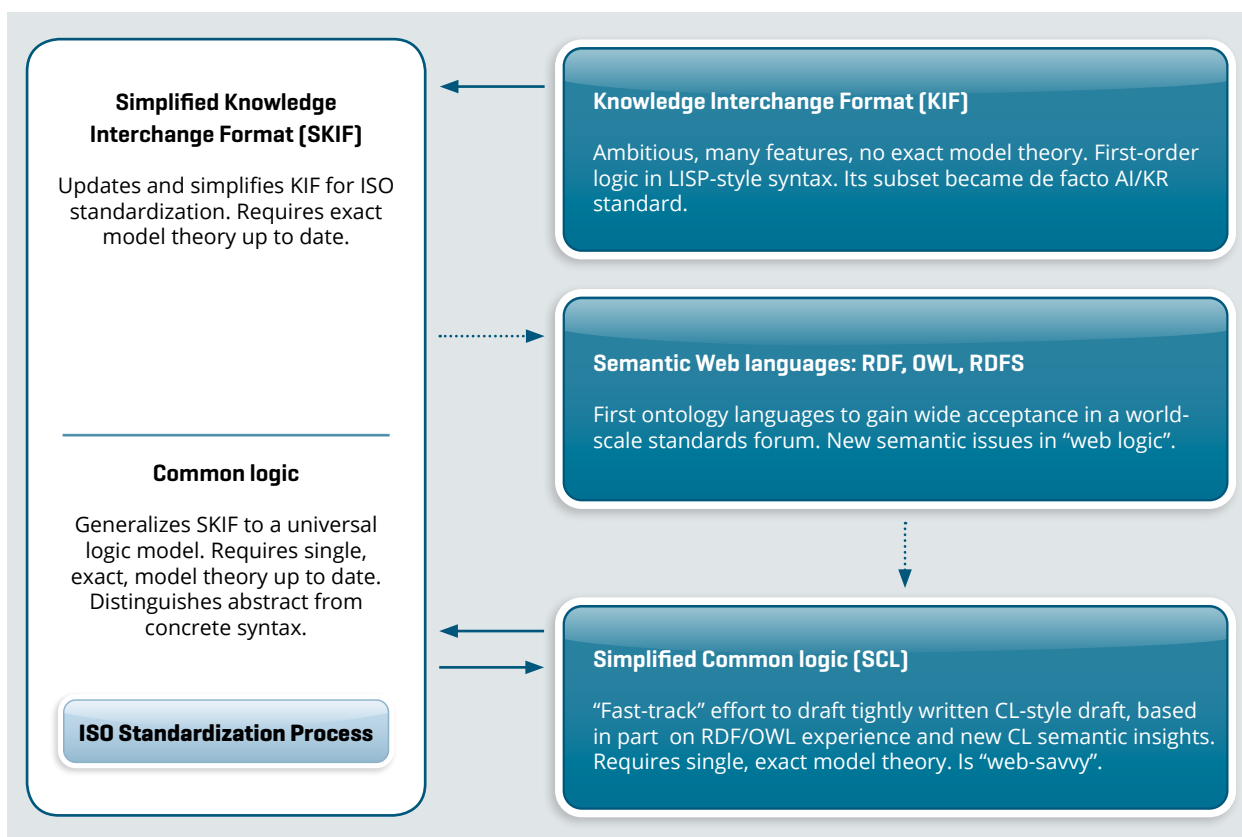 Simplified Knowledge
Interchange Format (SKIF)
Updates and simplifies KIF for ISO
standardization. Requires exact
model theory up to date.
Common logic
Generalizes SKIF to a universal
logic model. Requires single,
exact, model theory up to date.
Distinguishes abstract from
concrete syntax.
ISO Standardization Process
Knowledge Interchange Format (KIF)
Ambitious, many features, no exact model theory. First-order
logic in LISP-style syntax. Its subset became de facto AI/KR
standard.
Semantic Web languages: RDF, OWL, RDFS
First ontology languages to gain wide acceptance in a world-
scale standards forum. New semantic issues in “web logic”.
Simplified Common logic (SCL)
“Fast-track” effort to draft tightly written CL-style draft, based
in part on RDF/OWL experience and new CL semantic insights.
Requires single, exact model theory. Is “web-savvy”.